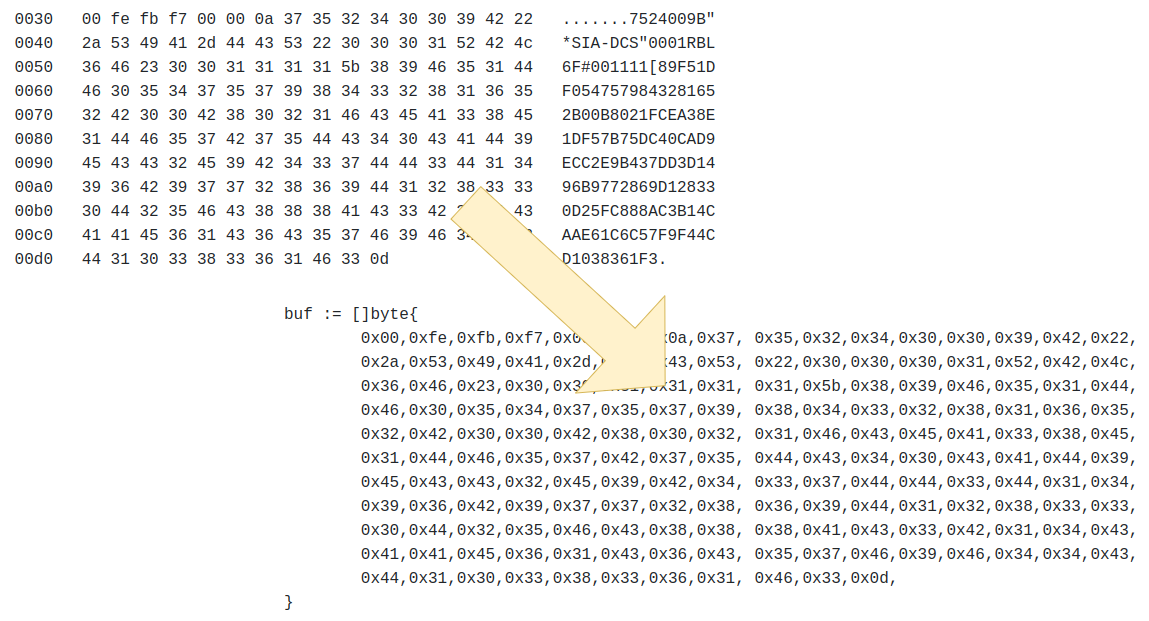 0030 00 fe fb f7 00 00 0a 37 35 32 34 30 30 39 42 22 .......7524009B"
0040 2a 53 49 41 2d 44 43 53 22 30 30 30 31 52 42 4c *SIA-DCS"0001RBL
0050 36 46 23 30 30 31 31 31 31 5b 38 39 46 35 31 44 6F#001111[89F51D
0060 46 30 35 34 37 35 37 39 38 34 33 32 38 31 36 35 F054757984328165
0070 32 42 30 30 42 38 30 32 31 46 43 45 41 33 38 45 2B00B8021FCEA38E
0080 31 44 46 35 37 42 37 35 44 43 34 30 43 41 44 39 1DF57B75DC40CAD9
0090 45 43 43 32 45 39 42 34 33 37 44 44 33 44 31 34 ECC2E9B437DD3D14
00a0 39 36 42 39 37 37 32 38 36 39 44 31 32 38 33 33 96B9772869D12833
00b0 30 44 32 35 46 43 38 38 38 41 43 33 42 43 0D25FC888AC3B14C
00c0 41 41 45 36 31 43 36 43 35 37 46 39 46 34 AAE61C6C57F9F44C
00d0 44 31 30 33 38 33 36 31 46 33 0d D1038361F3.
buf := []byte{
0x00,0xfe,0xfb,0xf7,0x0a,0x37, 0x35,0x32,0x34,0x30,0x30,0x39,0x42,0x22,
0x2a,0x53,0x49,0x41,0x2d,0x43,0x53, 0x22,0x30,0x30,0x30,0x31,0x52,0x42,0x4c,
0x36,0x46,0x23,0x30,0x30,0x31,0x31,0x31, 0x31,0x5b,0x38,0x39,0x46,0x35,0x31,0x44,
0x46,0x30,0x35,0x34,0x37,0x35,0x37,0x39, 0x38,0x34,0x33,0x32,0x38,0x31,0x36,0x35,
0x32,0x42,0x30,0x30,0x42,0x38,0x30,0x32, 0x31,0x46,0x43,0x45,0x41,0x33,0x38,0x45,
0x31,0x44,0x46,0x35,0x37,0x42,0x37,0x35, 0x44,0x43,0x34,0x30,0x43,0x41,0x44,0x39,
0x45,0x43,0x43,0x32,0x45,0x39,0x42,0x34, 0x33,0x37,0x44,0x44,0x33,0x44,0x31,0x34,
0x39,0x36,0x42,0x39,0x37,0x37,0x32,0x38, 0x36,0x39,0x44,0x31,0x32,0x38,0x33,0x33,
0x30,0x44,0x32,0x35,0x46,0x43,0x38,0x38, 0x38,0x41,0x43,0x33,0x42,0x31,0x34,0x43,
0x41,0x41,0x45,0x36,0x31,0x43,0x36,0x43, 0x35,0x37,0x46,0x39,0x46,0x34,0x34,0x43,
0x44,0x31,0x30,0x33,0x38,0x33,0x36,0x31, 0x46,0x33,0x0d,
}